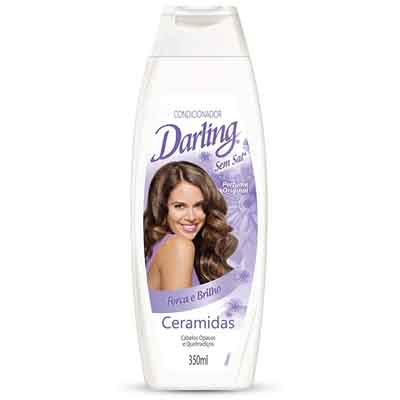 CONDICIONADOR
Darling
Sem Sal*
Perfume
Original
Força e Brilho
Ceramidas
Cabelos Opacos
e Quebradiços
350ml